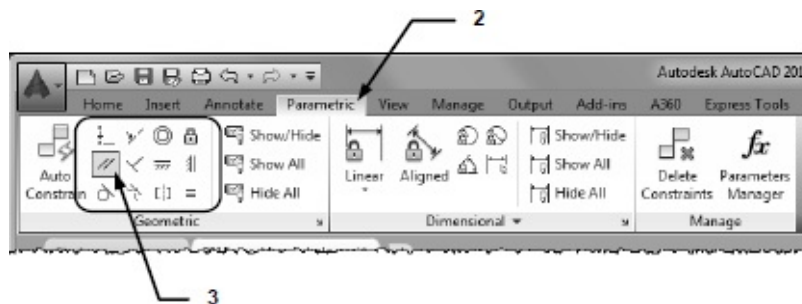 2
Autodesk AutoCAD 201
Home Insert Annotate Parametric View Manage Output Add-ins A360 Express Tools
Auto Constrain
Show/Hide
Show All
Hide All
Linear
Aligned
Show/Hide
Show All
Hide All
Delete Constraints
fx
Parameters Manager
Geometric
Dimensional
Manage
3